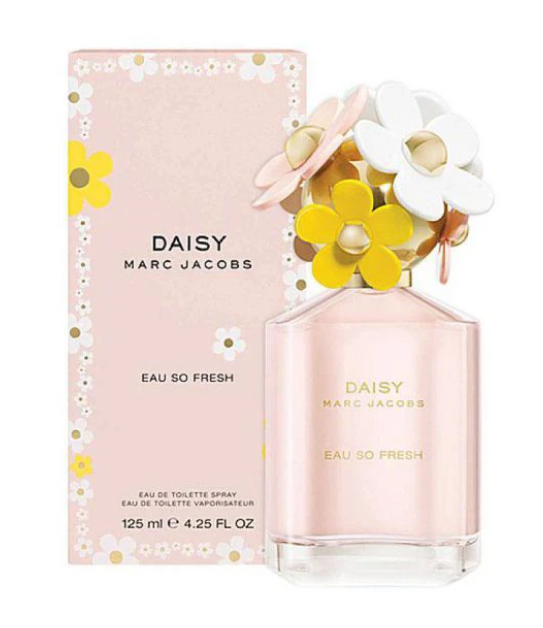 DAISY
MARC JACOBS
EAU SO FRESH
EAU DE TOILETTE SPRAY
EAU DE TOILETTE VAPORISATEUR
125 ml ℮ 4.25 FL OZ
DAISY
MARC JACOBS
EAU SO FRESH